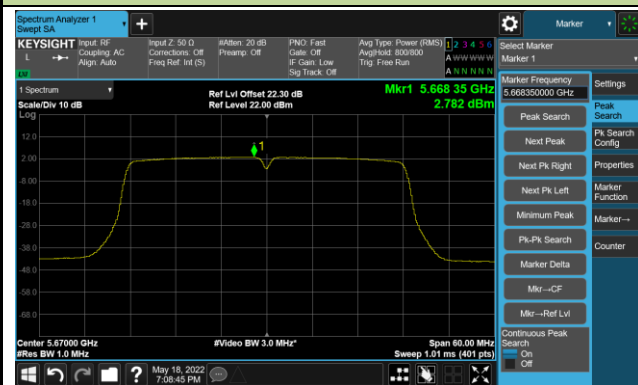 Spectrum Analyzer 1
Swept SA
Marker
KEYSIGHT
L
Input: RF
Coupling: AC
Align: Auto
Input Z: 50 Ω
Corrections: Off
Freq Ref: Int (S)
#Atten: 20 dB
Preamp: Off
PNO: Fast
Gate: Off
IF Gain: Low
Sig Track: Off
Avg Type: Power (RMS)
Avg|Hold: 800/800
Trig: Free Run
1 2 3 4 5 6
A W W W W W
A N N N N N
Select Marker
Marker 1
1 Spectrum
Scale/Div 10 dB
Log
Ref Lvl Offset 22.30 dB
Ref Level 22.00 dBm
Mkr1 5.668 35 GHz
2.782 dBm
1
12.0
2.00
-8.00
-18.0
-28.0
-38.0
-48.0
-58.0
-68.0
Center 5.67000 GHz
#Res BW 1.0 MHz
#Video BW 3.0 MHz*
Span 60.00 MHz
Sweep 1.01 ms (401 pts)
Marker Frequency
5.668350000 GHz
Peak Search
Next Peak
Next Pk Right
Next Pk Left
Minimum Peak
Pk-Pk Search
Marker Delta
Mkr→CF
Mkr→Ref Lvl
Continuous Peak
Search
On
Off
Settings
Peak
Search
Pk Search
Config
Properties
Marker
Function
Marker→
Counter
?
May 18, 2022
7:08:45 PM